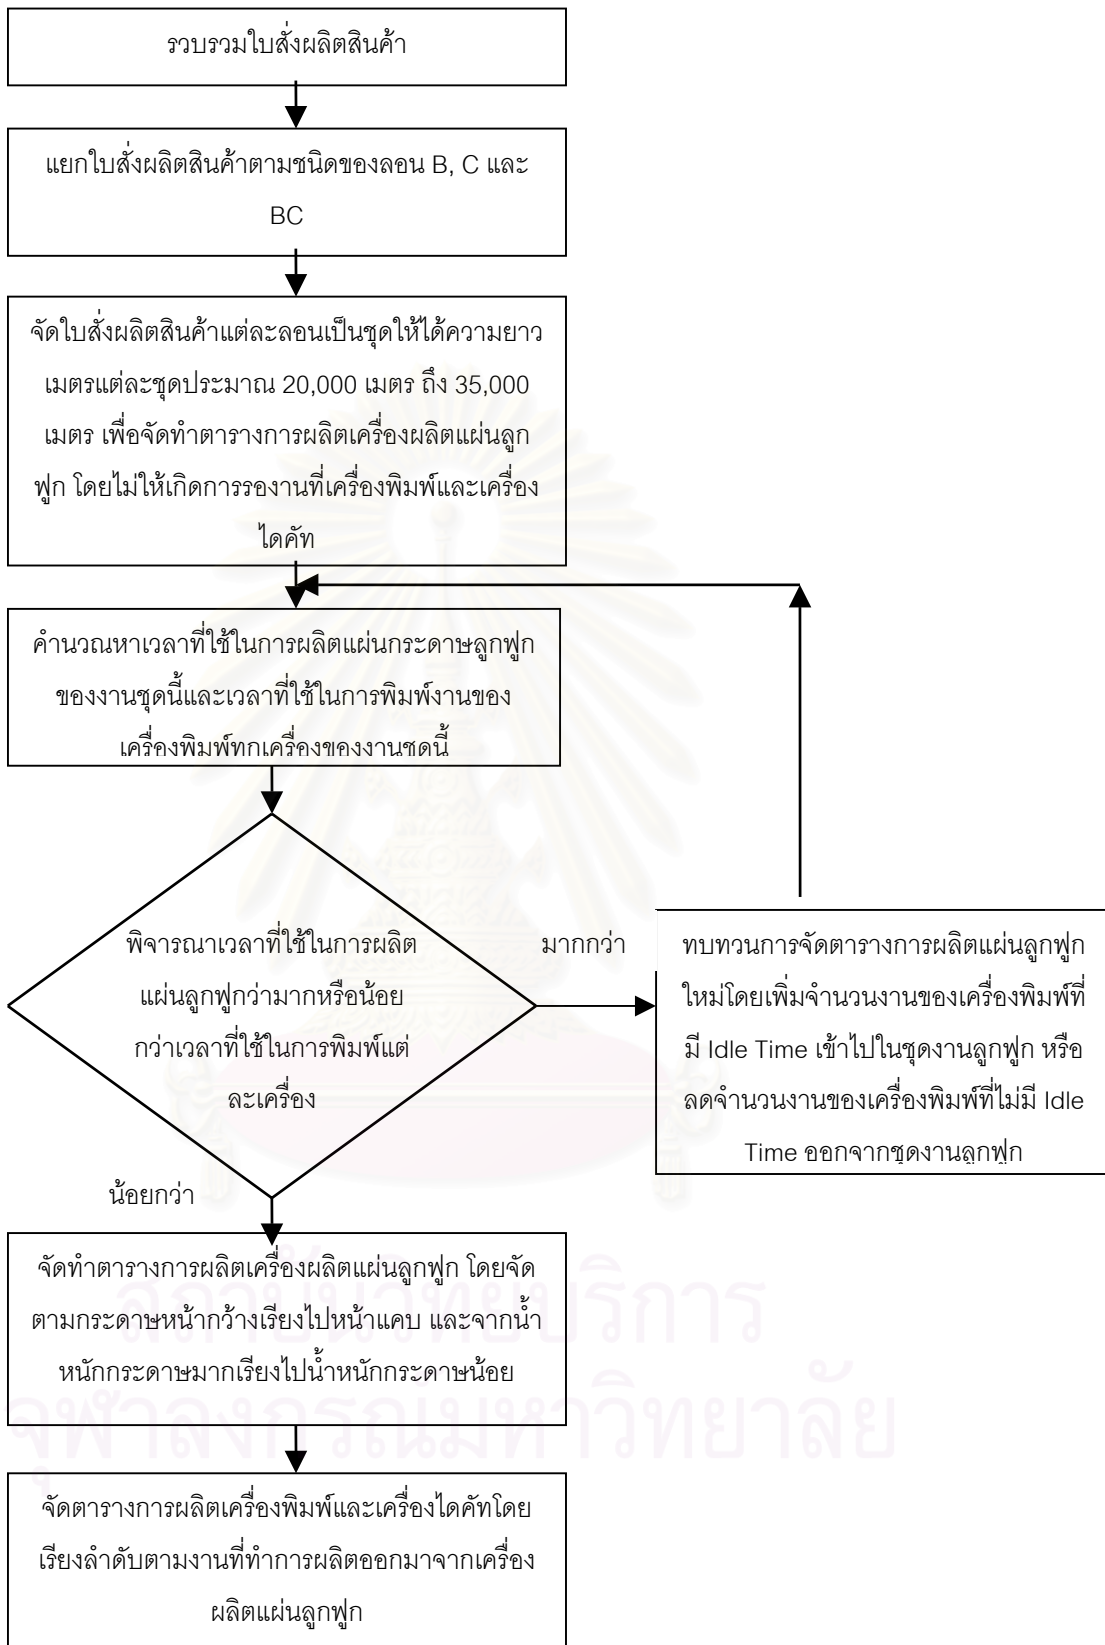 รวบรวมใบสั่งผลิตสินค้า
แยกใบสั่งผลิตสินค้าตามชนิดของลอน B, C และ
BC
จัดใบสั่งผลิตสินค้าแต่ละลอนเป็นชุดให้ได้ความยาว
เมตรแต่ละชุดประมาณ 20,000 เมตร ถึง 35,000
เมตร เพื่อจัดทำตารางการผลิตเครื่องผลิตแผ่นลูก
ฟูก โดยไม่ให้เกิดการรองานที่เครื่องพิมพ์และเครื่อง
ไดคัท
คำนวณหาเวลาที่ใช้ในการผลิตแผ่นกระดาษลูกฟูก
ของงานชุดนี้และเวลาที่ใช้ในการพิมพ์งานของ
เครื่องพิมพ์ทุกเครื่องของงานชุดนี้
พิจารณาเวลาที่ใช้ในการผลิต
แผ่นลูกฟูกว่ามากหรือน้อย
กว่าเวลาที่ใช้ในการพิมพ์แต่
ละเครื่อง
มากกว่า
ทบทวนการจัดตารางการผลิตแผ่นลูกฟูก
ใหม่โดยเพิ่มจำนวนงานของเครื่องพิมพ์ที่
มี Idle Time เข้าไปในชุดงานลูกฟูก หรือ
ลดจำนวนงานของเครื่องพิมพ์ที่ไม่มี Idle
Time ออกจากชุดงานลูกฟูก
น้อยกว่า
จัดทำตารางการผลิตเครื่องผลิตแผ่นลูกฟูก โดยจัด
ตามกระดาษหน้ากว้างเรียงไปหน้าแคบ และจากน้ำ
หนักกระดาษมากเรียงไปน้ำหนักกระดาษน้อย
จัดตารางการผลิตเครื่องพิมพ์และเครื่องไดคัทโดย
เรียงลำดับตามงานที่ทำการผลิตออกมาจากเครื่อง
ผลิตแผ่นลูกฟูก
สถาบันวิทยบริการ
จุฬาลงกรณ์มหาวิทยาลัย